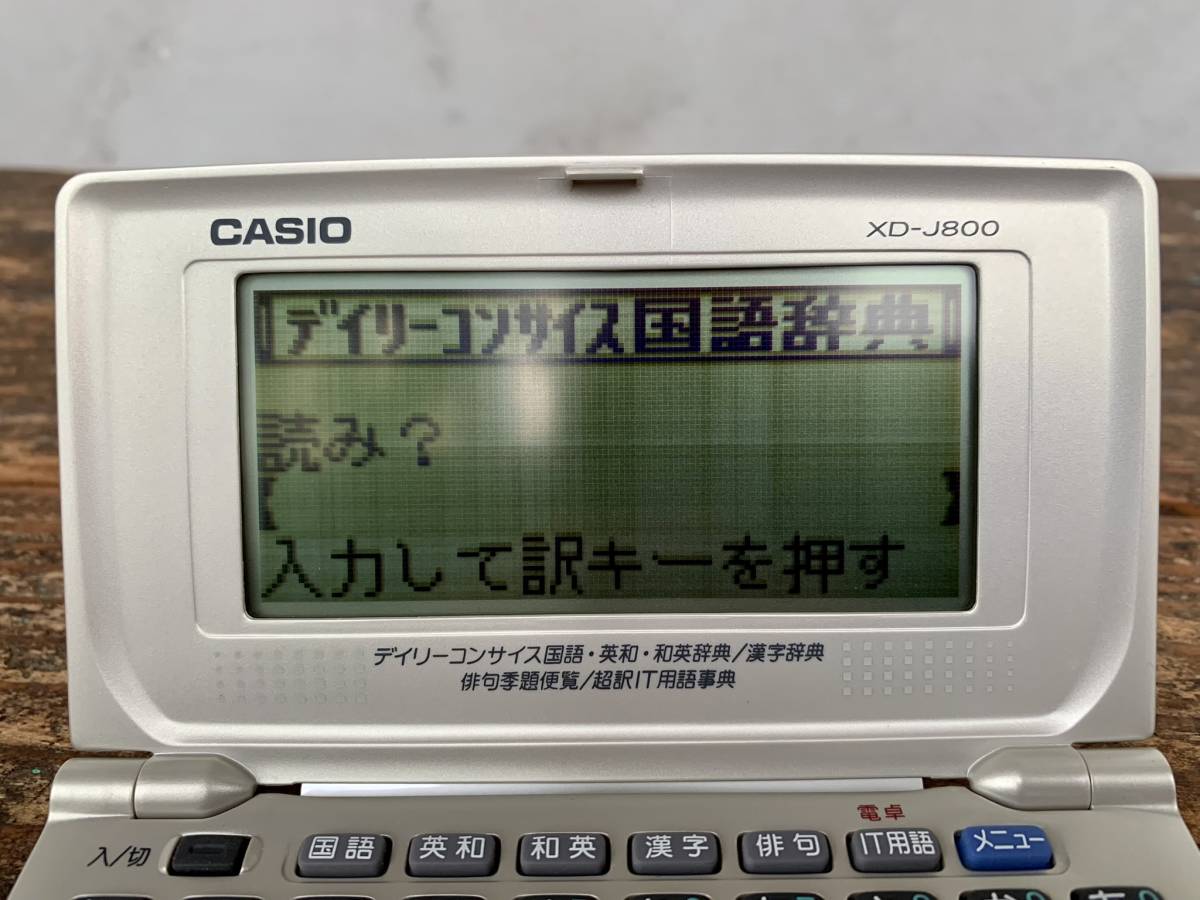 CASIO
XD-J800
デイリーコンサイス国語辞典
読み?
【 】
入力して訳キーを押す
デイリーコンサイス国語・英和・和英辞典/漢字辞典
俳句季題便覧/超訳IT用語事典
電卓
入/切
国語
英和
和英
漢字
俳句
IT用語
メニュー